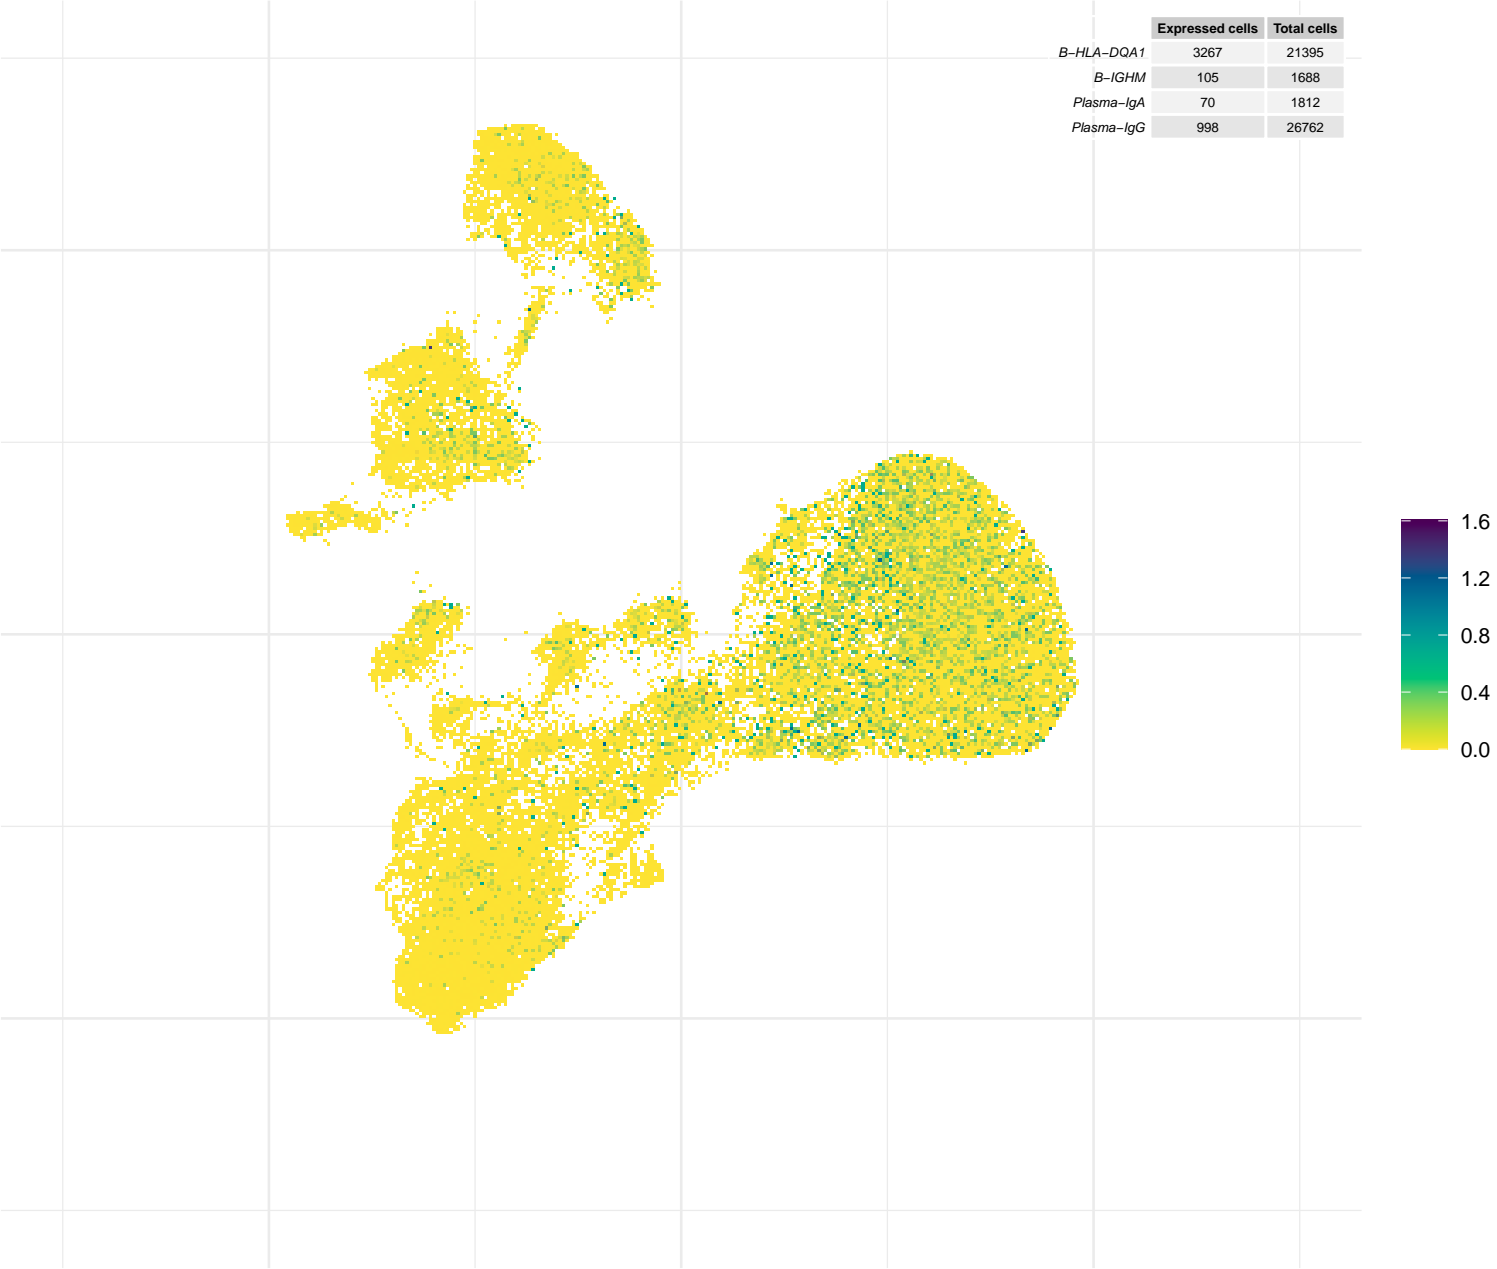 Expressed cells Total cells
B−HLA−DQA1 3267 21395
B−IGHM 105 1688
Plasma−IgA 70 1812
Plasma−IgG 998 26762
1.6
1.2
0.8
0.4
0.0